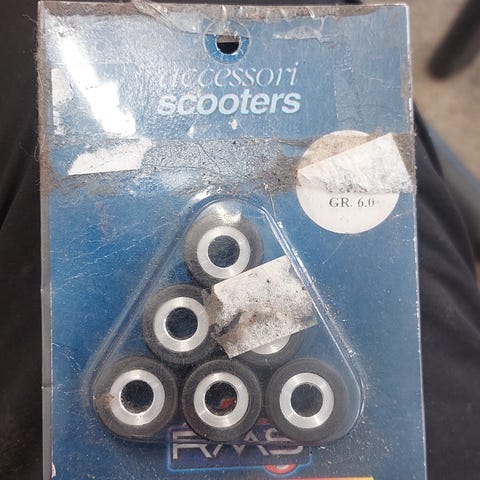 accessori
scooters
GR. 6.0
RMS